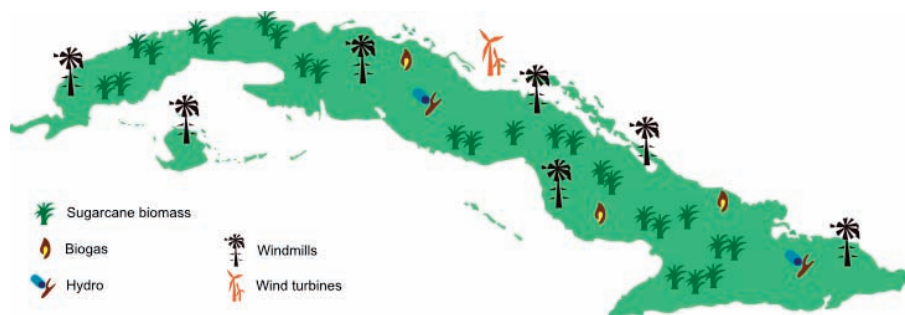 Sugarcane biomass
Biogas
Hydro
Windmills
Wind turbines